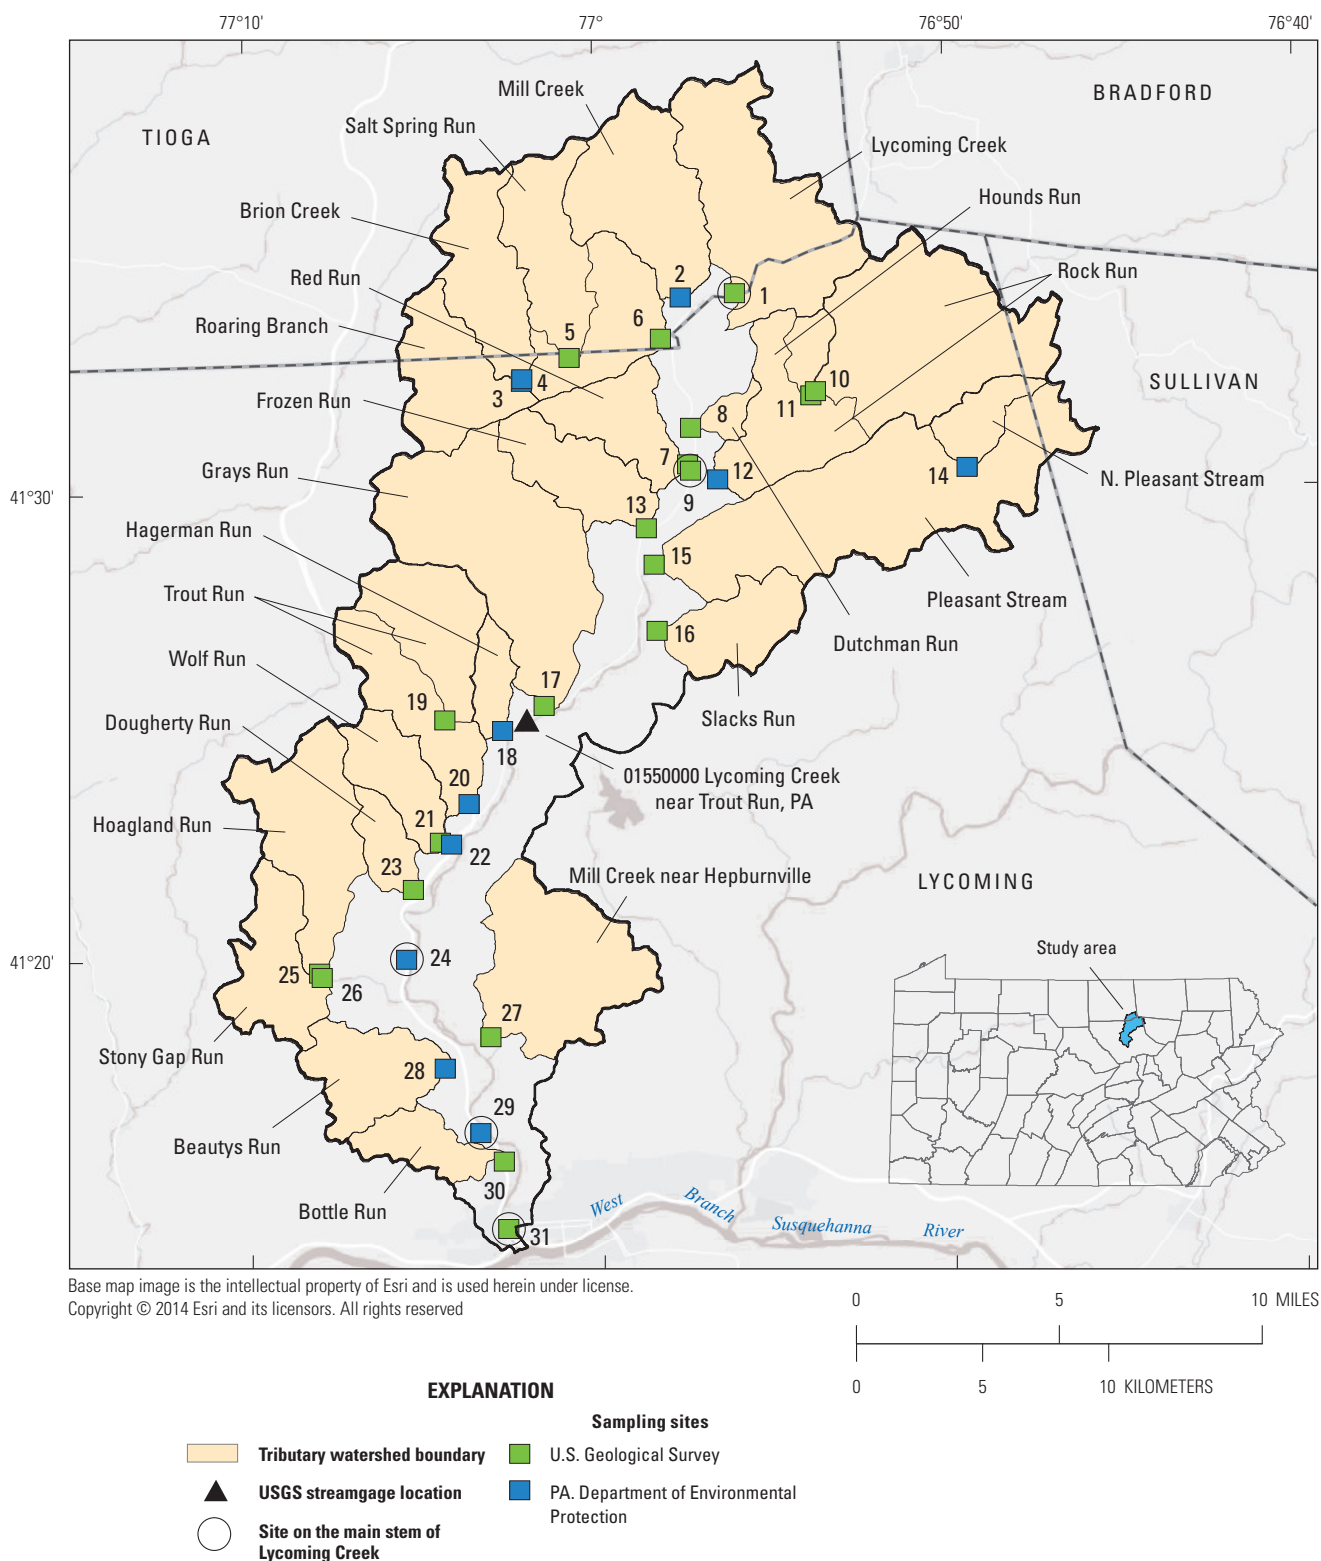 77°10'
77°
76°50'
76°40'
BRADFORD
Mill Creek
TIOGA
Salt Spring Run
Lycoming Creek
Hounds Run
Brion Creek
Rock Run
Red Run
2
1
Roaring Branch
6
5
10
4
3
SULLIVAN
Frozen Run
11
8
Grays Run
7
12
14
N. Pleasant Stream
41°30'
9
13
Hagerman Run
15
Trout Run
Pleasant Stream
16
Dutchman Run
Wolf Run
17
19
Slacks Run
Dougherty Run
18
01550000 Lycoming Creek
near Trout Run, PA
20
Hoagland Run
21
22
23
Mill Creek near Hepburnville
LYCOMING
Study area
24
41°20'
25
26
27
Stony Gap Run
28
29
Beautys Run
30
Bottle Run
West
Branch
Susquehanna
River
31
Base map image is the intellectual property of Esri and is used herein under license.
Copyright © 2014 Esri and its licensors. All rights reserved
0
5
10 MILES
0
5
10 KILOMETERS
EXPLANATION
Sampling sites
Tributary watershed boundary
U.S. Geological Survey
USGS streamgage location
PA. Department of Environmental
Protection
Site on the main stem of
Lycoming Creek